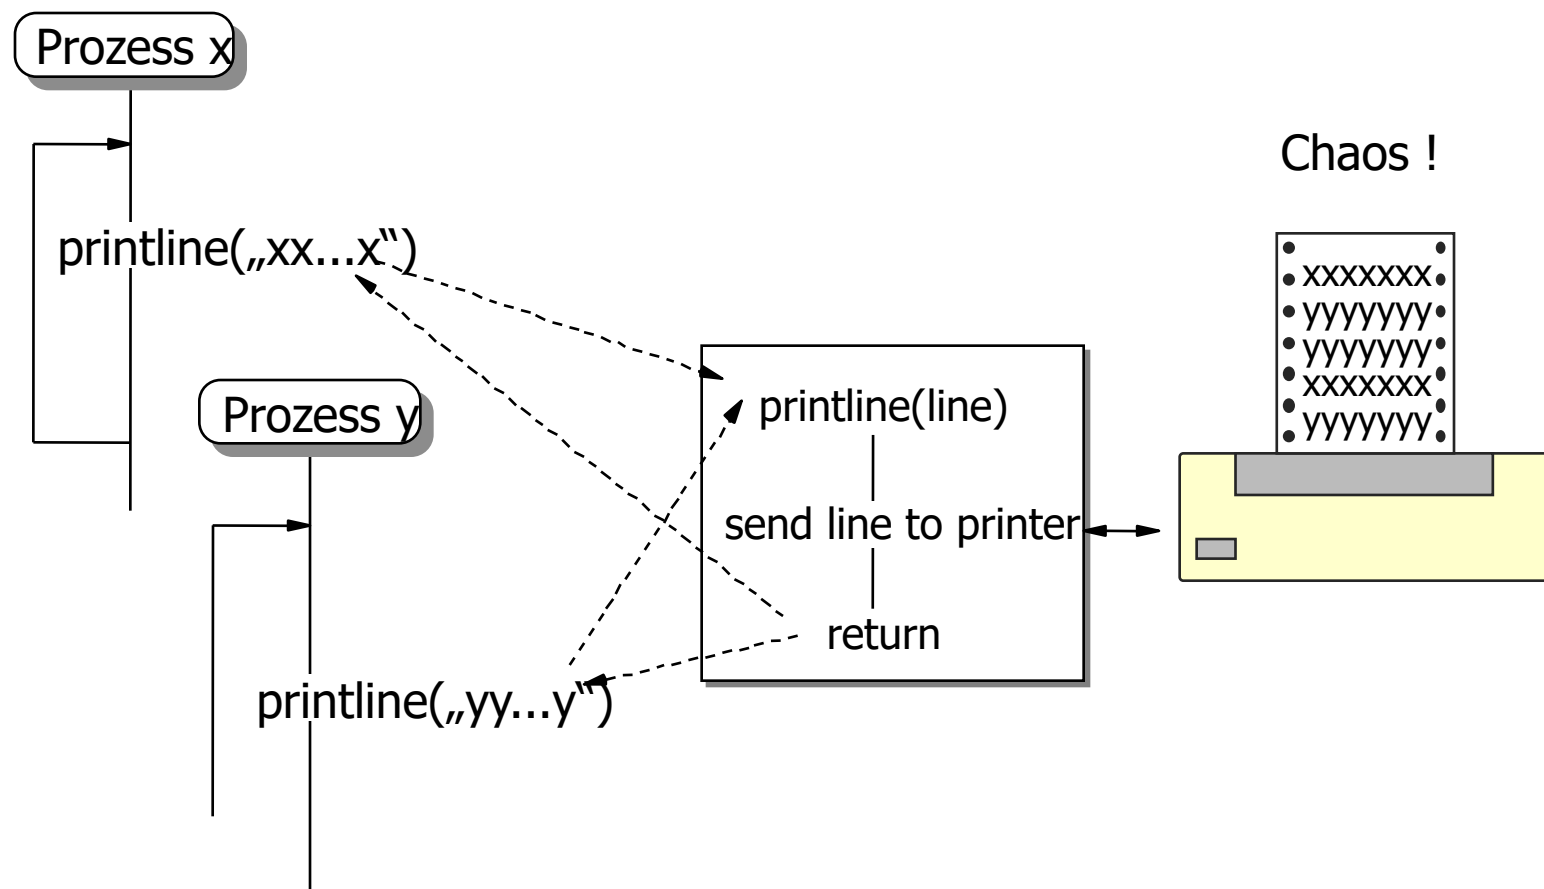 Prozess x
Chaos !
printline(„xx...x“)
xxxxxxx
yyyyyyy
yyyyyyy
xxxxxxx
yyyyyyy
Prozess y
printline(line)
send line to printer
return
printline(„yy...y“)